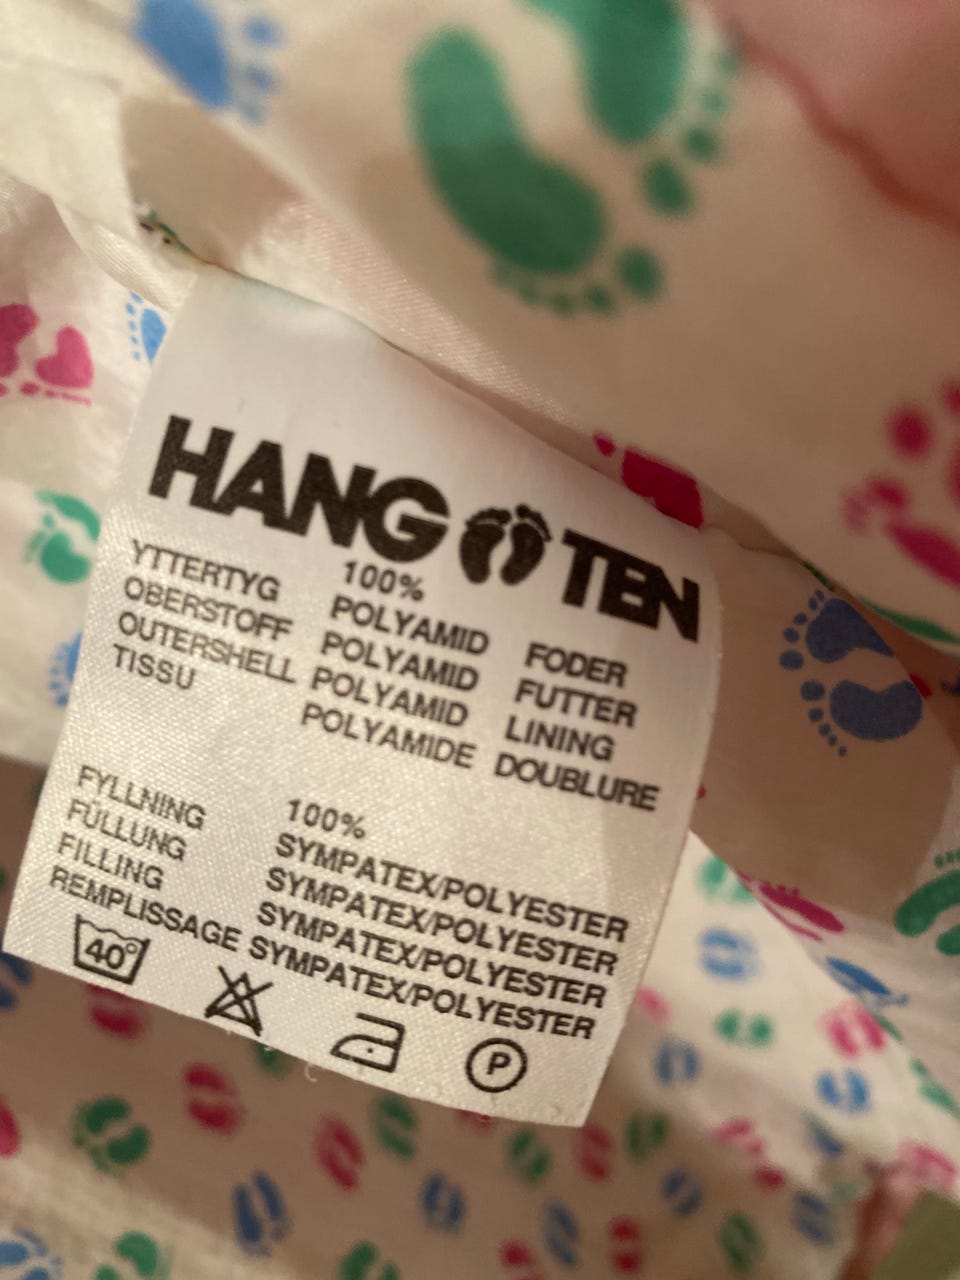 HANG TEN
YTTERTYG 100%
OBERSTOFF POLYAMID FODER
OUTERSHELL POLYAMID FUTTER
TISSU POLYAMID LINING
POLYAMIDE DOUBLURE
FYLLNING 100%
FÜLLUNG SYMPATEX/POLYESTER
FILLING SYMPATEX/POLYESTER
REMPLISSAGE SYMPATEX/POLYESTER
SYMPATEX/POLYESTER
40°
P